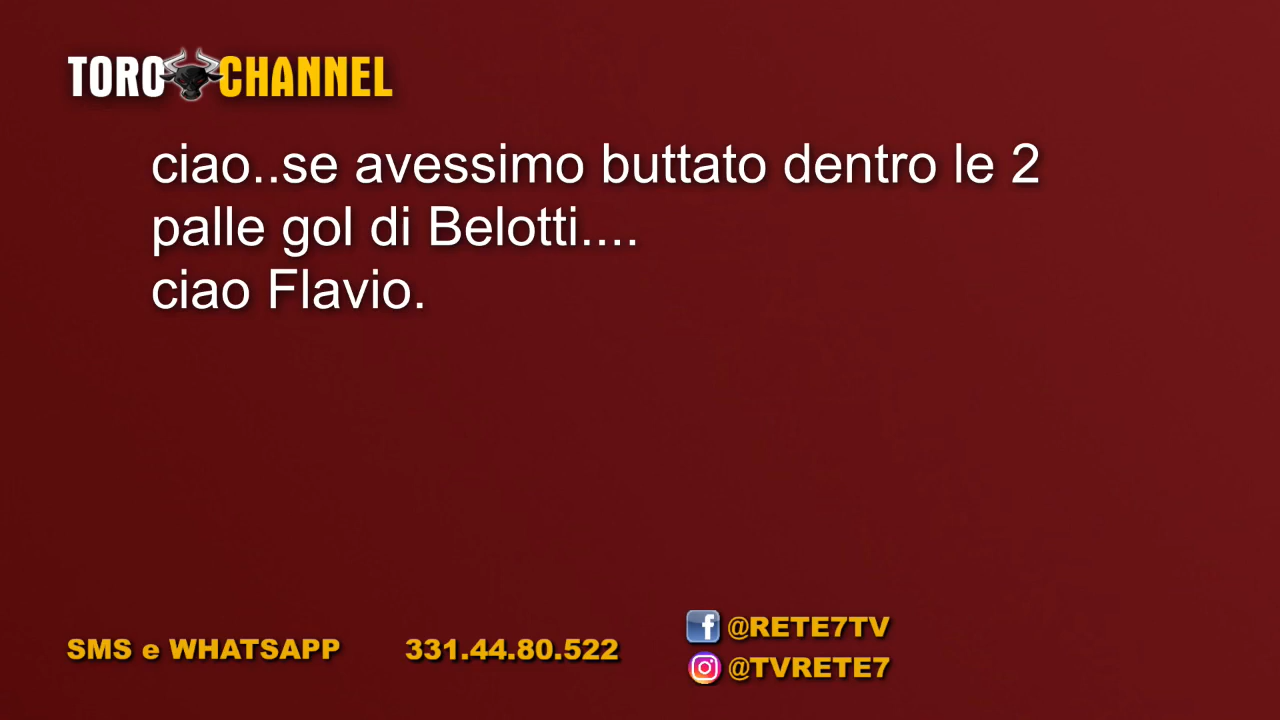 TORO CHANNEL
ciao..se avessimo buttato dentro le 2
palle gol di Belotti....
ciao Flavio.
SMS e WHATSAPP 331.44.80.522
@RETE7TV
@TVRETE7